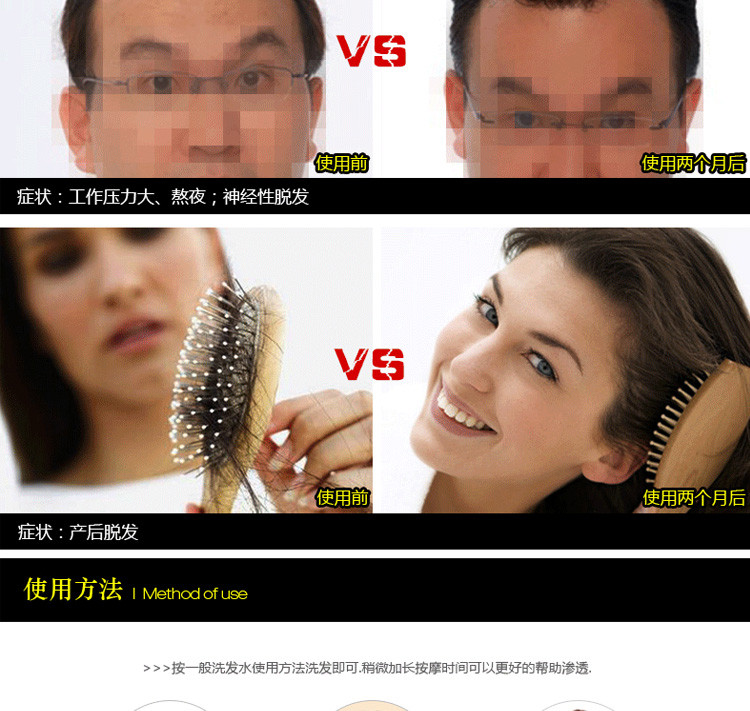 VS
使用前
使用两个月后
症状：工作压力大、熬夜；神经性脱发
VS
使用前
使用两个月后
症状：产后脱发
使用方法 | Method of use
>>>按一般洗发水使用方法洗发即可.稍微加长按摩时间可以更好的帮助渗透.